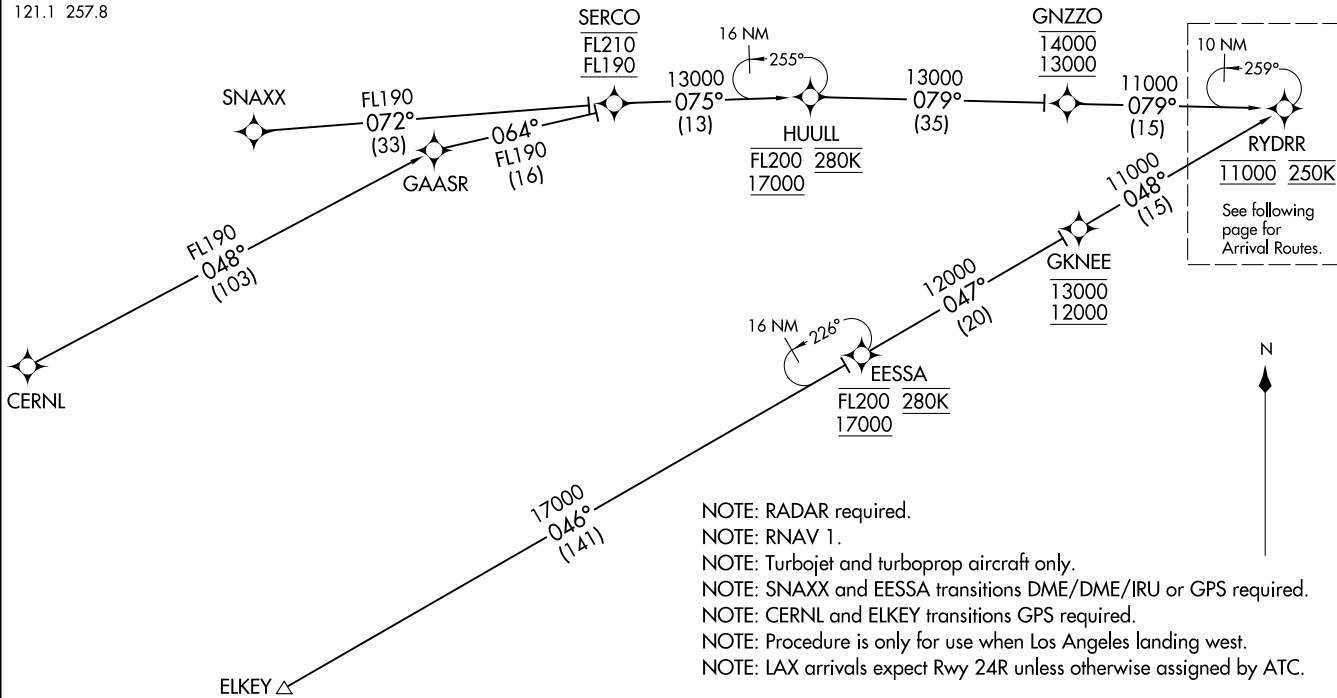 121.1 257.8
SERCO
FL210
FL190
GNZZO
14000
13000
16 NM
255°
10 NM
259°
SNAXX
FL190
072°
(33)
13000
075°
(13)
13000
079°
(35)
11000
079°
(15)
064°
FL190
(16)
GAASR
HUULL
FL200 280K
17000
RYDRR
11000 250K
See following
page for
Arrival Routes.
11000
048°
(15)
FL190
048°
(103)
GKNEE
13000
12000
12000
047°
(20)
16 NM
226°
N
CERNL
EESSA
FL200 280K
17000
17000
046°
(141)
NOTE: RADAR required.
NOTE: RNAV 1.
NOTE: Turbojet and turboprop aircraft only.
NOTE: SNAXX and EESSA transitions DME/DME/IRU or GPS required.
NOTE: CERNL and ELKEY transitions GPS required.
NOTE: Procedure is only for use when Los Angeles landing west.
NOTE: LAX arrivals expect Rwy 24R unless otherwise assigned by ATC.
ELKEY